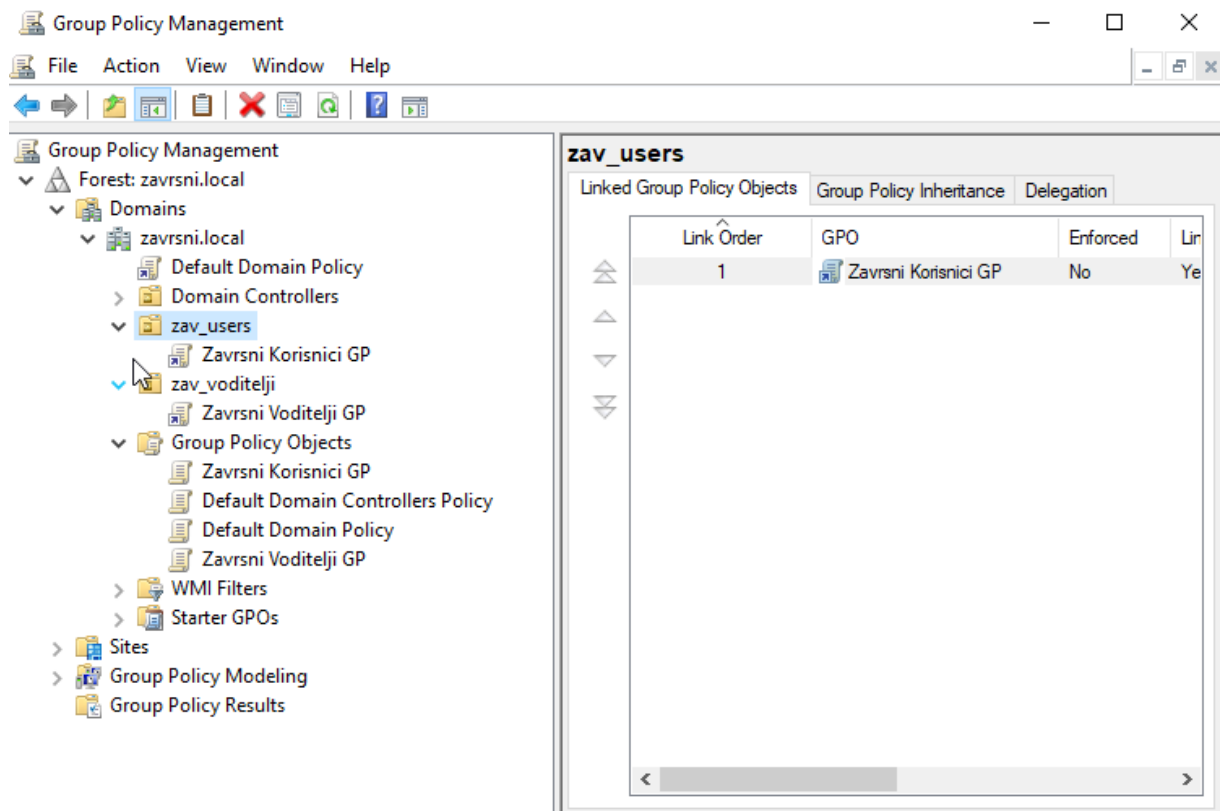 Group Policy Management
File Action View Window Help
Group Policy Management
Forest: zavrsni.local
Domains
zavrsni.local
Default Domain Policy
Domain Controllers
zav_users
Zavrsni Korisnici GP
zav_voditelji
Zavrsni Voditelji GP
Group Policy Objects
Zavrsni Korisnici GP
Default Domain Controllers Policy
Default Domain Policy
Zavrsni Voditelji GP
WMI Filters
Starter GPOs
Sites
Group Policy Modeling
Group Policy Results
zav_users
Linked Group Policy Objects Group Policy Inheritance Delegation
Link Order GPO Enforced Lin
1 Zavrsni Korisnici GP No Ye